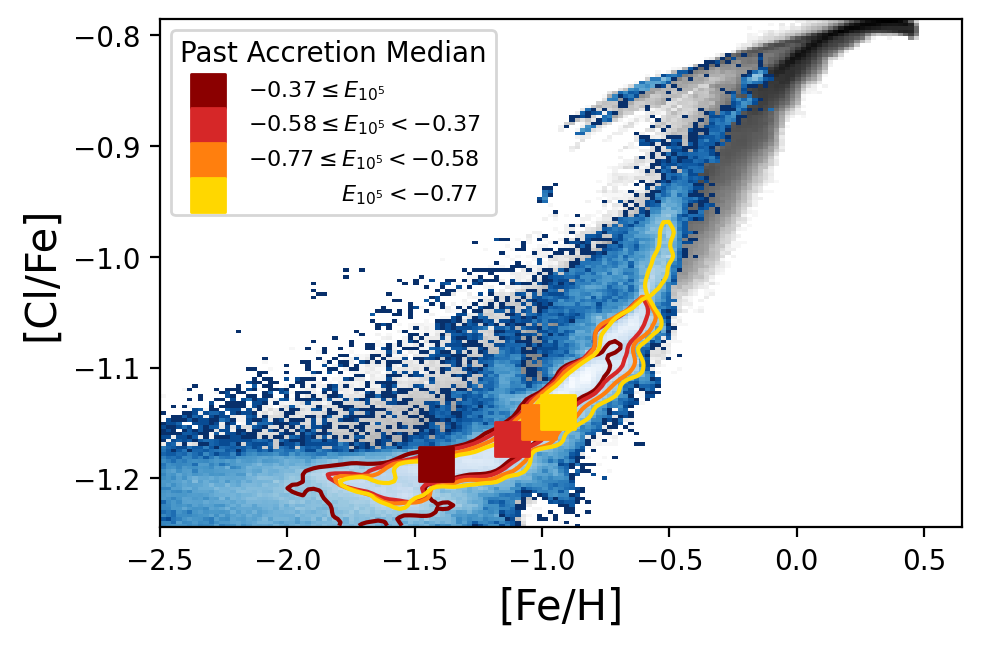 Past Accretion Median
−0.37 ≤ E₁₀⁵
−0.58 ≤ E₁₀⁵ < −0.37
−0.77 ≤ E₁₀⁵ < −0.58
E₁₀⁵ < −0.77
−0.8
−0.9
−1.0
−1.1
−1.2
[Cl/Fe]
−2.5 −2.0 −1.5 −1.0 −0.5 0.0 0.5
[Fe/H]